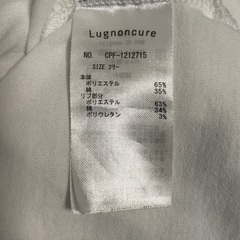 Lugnoncure
NO. CPF-1212715
SIZE フリー
本体
ポリエステル 65%
綿 35%
リブ部分
ポリエステル 63%
綿 34%
ポリウレタン 3%